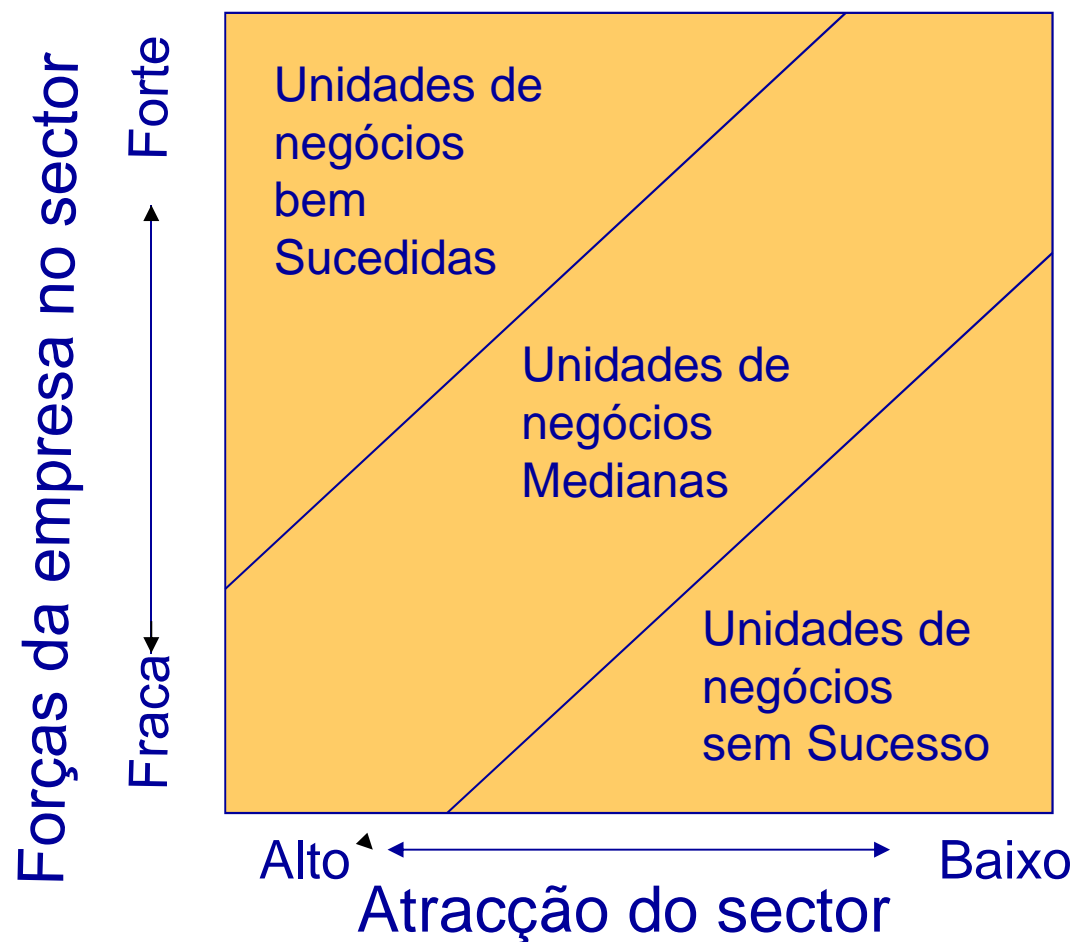 Forças da empresa no sector
Forte
Fraca
Unidades de
negócios
bem
Sucedidas
Unidades de
negócios
Medianas
Unidades de
negócios
sem Sucesso
Alto
Baixo
Atracção do sector